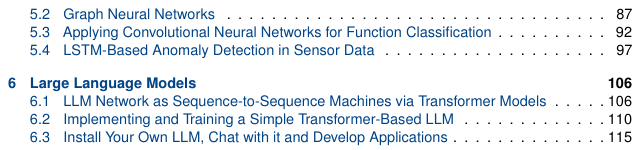 5.2 Graph Neural Networks . . . . . . . . . . . . . . . . . . . . . . . . . . . . . . . . . . . . . 87
5.3 Applying Convolutional Neural Networks for Function Classification . . . . . . . . . . 92
5.4 LSTM-Based Anomaly Detection in Sensor Data . . . . . . . . . . . . . . . . . . . . . 97
6 Large Language Models 106
6.1 LLM Network as Sequence-to-Sequence Machines via Transformer Models . . . . . 106
6.2 Implementing and Training a Simple Transformer-Based LLM . . . . . . . . . . . . . 110
6.3 Install Your Own LLM, Chat with it and Develop Applications . . . . . . . . . . . . . . 115